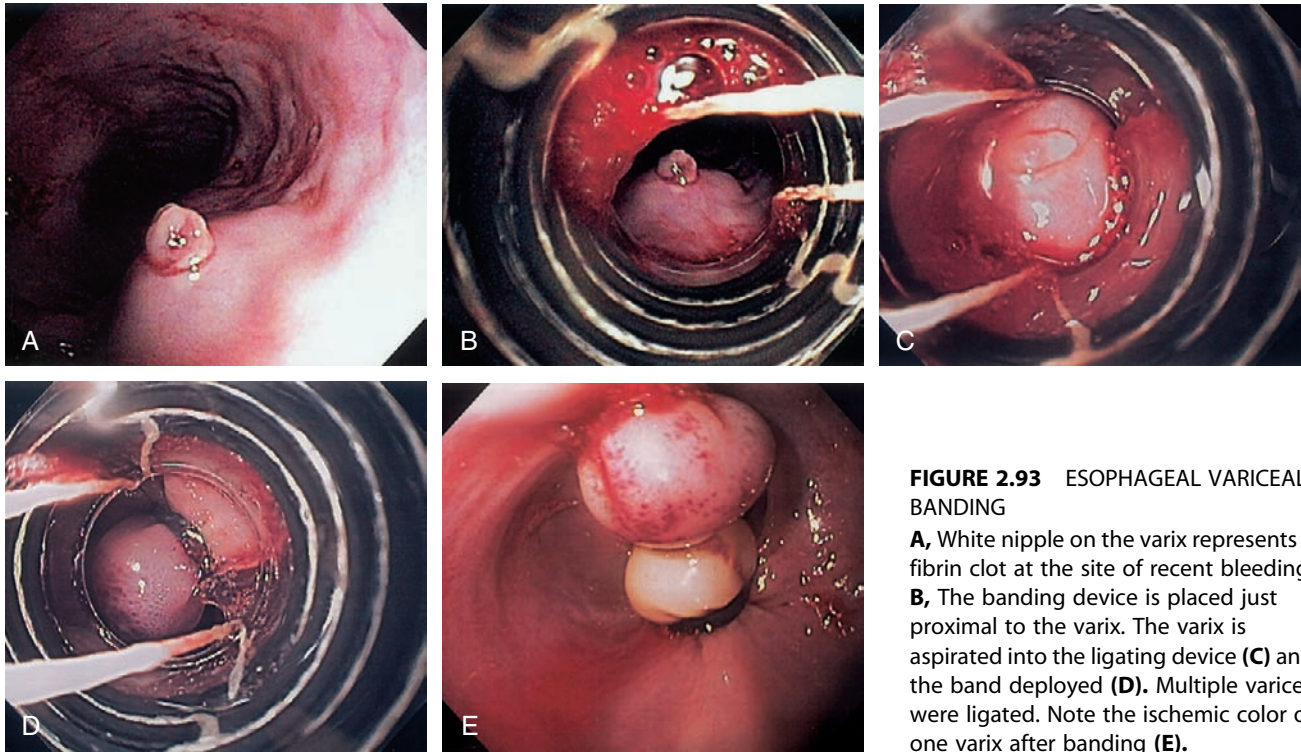 A
B
C
D
E
FIGURE 2.93 ESOPHAGEAL VARICEAL
BANDING
A, White nipple on the varix represents
fibrin clot at the site of recent bleeding
B, The banding device is placed just
proximal to the varix. The varix is
aspirated into the ligating device (C) an
the band deployed (D). Multiple varice
were ligated. Note the ischemic color o
one varix after banding (E).